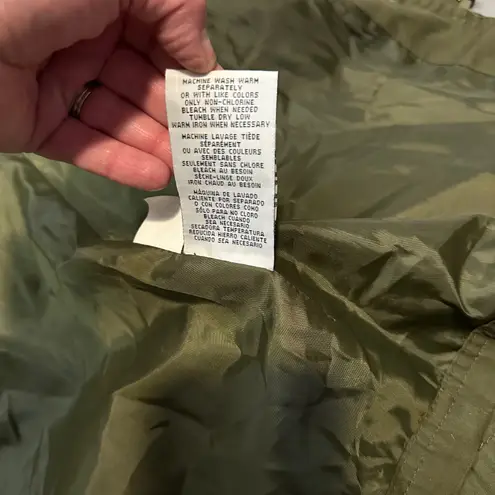 MACHINE WASH WARM
SEPARATELY
OR WITH LIKE COLORS
ONLY NON-CHLORINE
BLEACH WHEN NEEDED
TUMBLE DRY LOW
WARM IRON WHEN NECESSARY
MACHINE LAVAGE TIÈDE
SÉPARÉMENT
OU AVEC DES COULEURS
SEMBLABLES
SEULEMENT SANS CHLORE
BLEACH AU BESOIN
SÈCHE-LINGE DOUX
IRON CHAUD AU BESOIN
MÁQUINA DE LAVADO
CALIENTE POR SEPARADO
O CON COLORES COMO
SÓLO PARA NO CLORO
BLEACH CUANDO
SEA NECESARIO
SECADORA TEMPERATURA
REDUCIDA HIERRO CALIENTE
CUANDO SEA NECESARIO